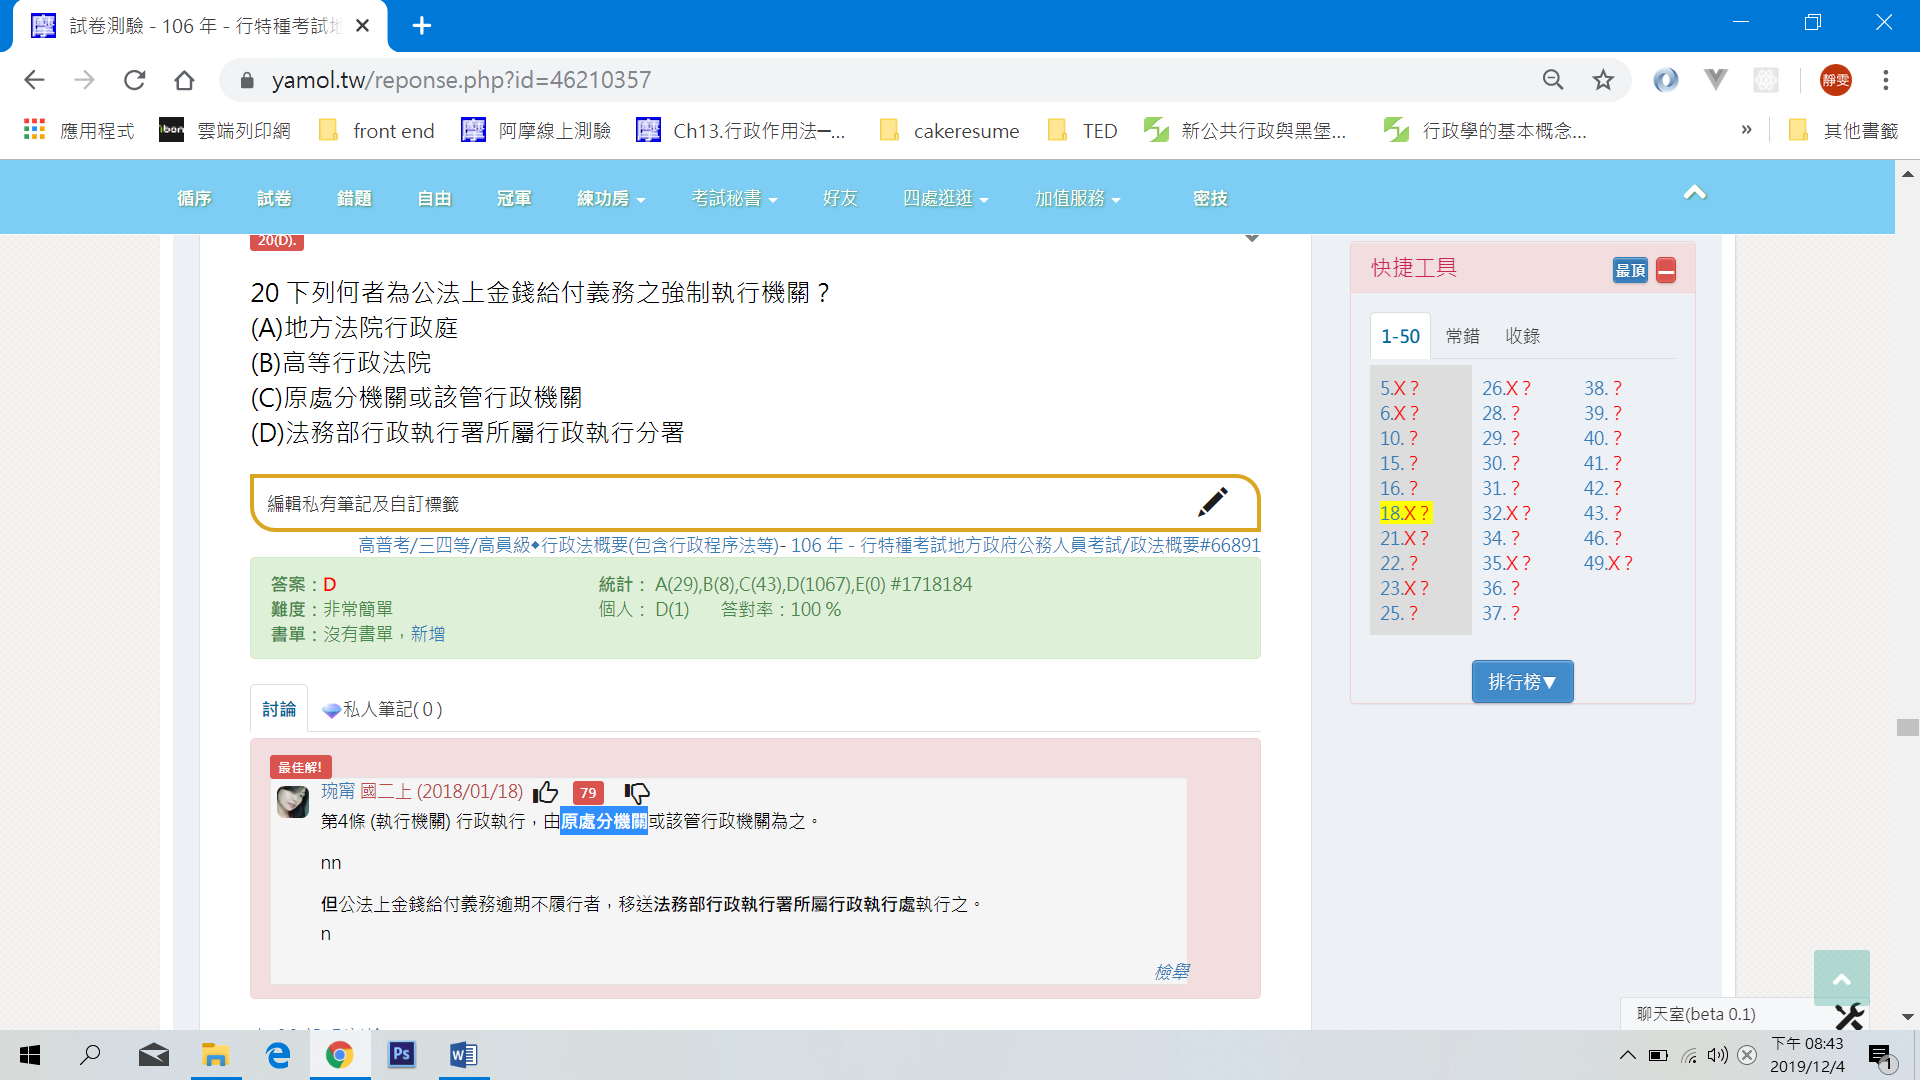 試卷測驗 - 106 年 - 行特種考試地
yamol.tw/reponse.php?id=46210357
靜雯
應用程式
ibon
雲端列印網
front end
摩
阿摩線上測驗
摩
Ch13.行政作用法─...
cakeresume
TED
新公共行政與黑堡...
行政學的基本概念...
»
其他書籤
循序
試卷
錯題
自由
冠軍
練功房
考試秘書
好友
四處逛逛
加值服務
密技
20(D).
20 下列何者為公法上金錢給付義務之強制執行機關？
(A)地方法院行政庭
(B)高等行政法院
(C)原處分機關或該管行政機關
(D)法務部行政執行署所屬行政執行分署
編輯私有筆記及自訂標籤
高普考/三四等/高員級◆行政法概要(包含行政程序法等)- 106 年 - 行特種考試地方政府公務人員考試/政法概要#66891
答案：D
統計： A(29),B(8),C(43),D(1067),E(0) #1718184
難度：非常簡單
個人： D(1) 答對率：100 %
書單：沒有書單，新增
討論
私人筆記( 0 )
最佳解!
琬甯 國二上 (2018/01/18)
79
第4條 (執行機關) 行政執行，由原處分機關或該管行政機關為之。
nn
但公法上金錢給付義務逾期不履行者，移送法務部行政執行署所屬行政執行處執行之。
n
檢舉
快捷工具
最頂
1-50
常錯
收錄
5.X ?
6.X ?
10. ?
15. ?
16. ?
18.X ?
21.X ?
22. ?
23.X ?
25. ?
26.X ?
28. ?
29. ?
30. ?
31. ?
32.X ?
34. ?
35.X ?
36. ?
37. ?
38. ?
39. ?
40. ?
41. ?
42. ?
43. ?
46. ?
49.X ?
排行榜▼
聊天室(beta 0.1)
Ps
下午 08:43
2019/12/4
1